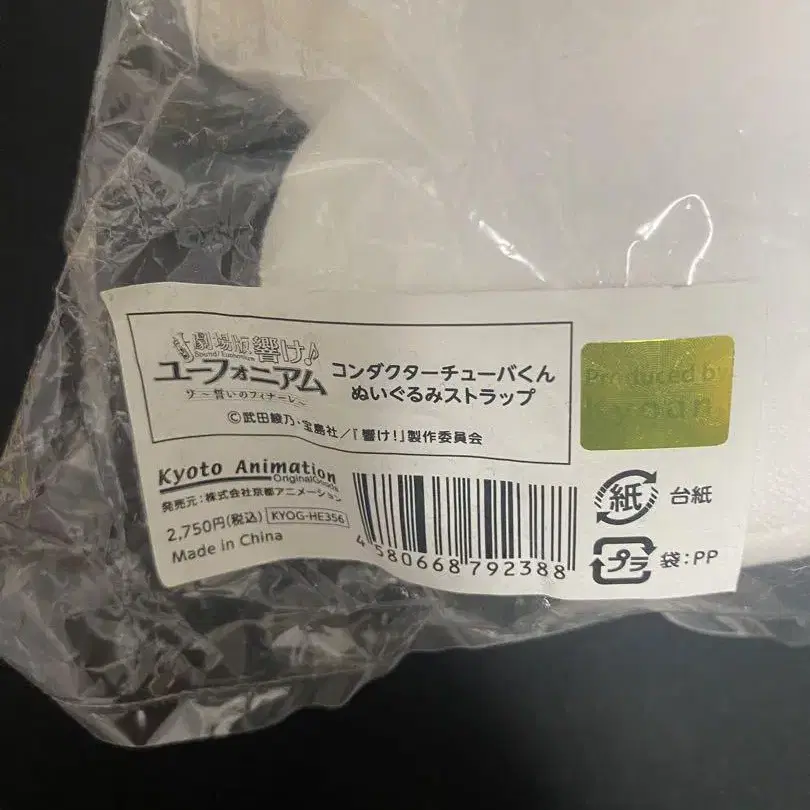 劇場版 響け!
Sound! Euphonium
ユーフォニアム
~誓いのフィナーレ~
コンダクターチューバくん
ぬいぐるみストラップ
©武田綾乃・宝島社/『響け!』製作委員会
Produced by
kyoani
Kyoto Animation
OriginalGoods
発売元:株式会社京都アニメーション
2,750円(税込) KYOG-HE356
Made in China
4 580668 792388
紙 台紙
プラ 袋:PP